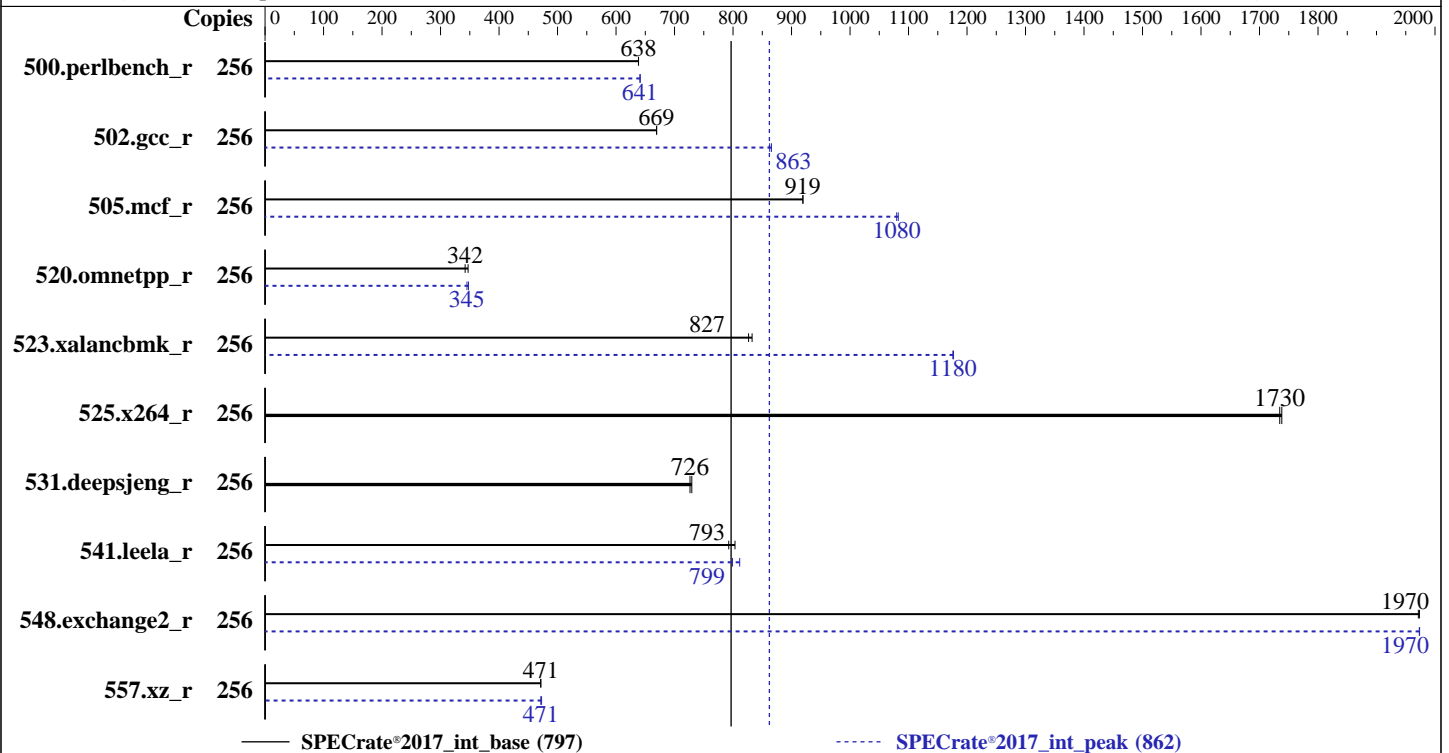 Copies 0 100 200 300 400 500 600 700 800 900 1000 1100 1200 1300 1400 1500 1600 1700 1800 2000
638
500.perlbench_r 256
641
669
502.gcc_r 256
863
919
505.mcf_r 256
1080
342
520.omnetpp_r 256
345
827
523.xalancbmk_r 256
1180
1730
525.x264_r 256
726
531.deepsjeng_r 256
793
541.leela_r 256
799
1970
548.exchange2_r 256
1970
471
557.xz_r 256
471
SPECrate®2017_int_base (797) SPECrate®2017_int_peak (862)